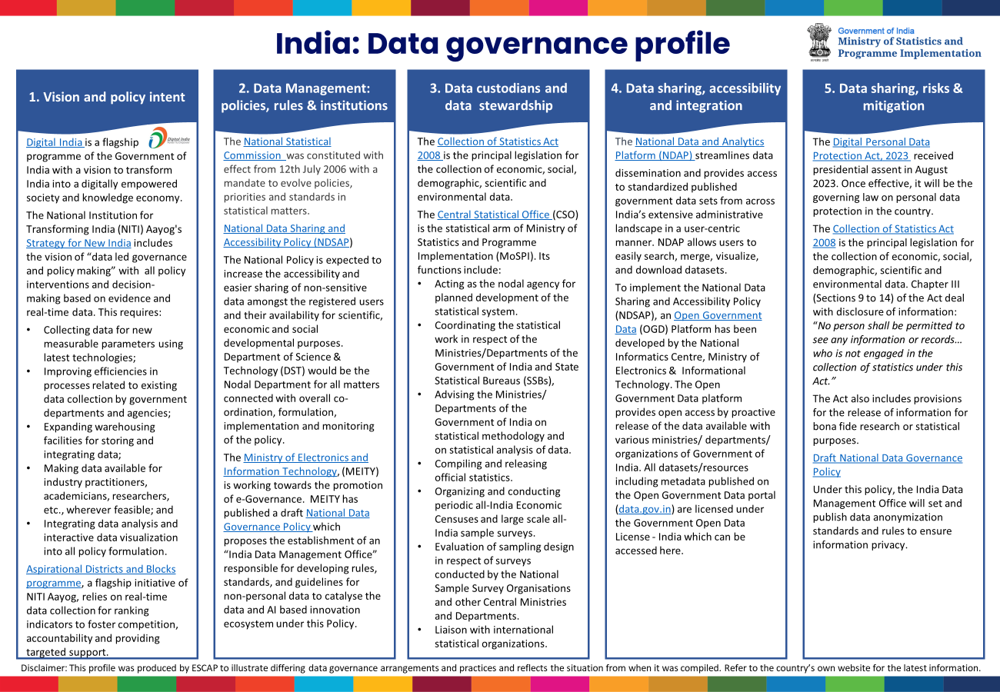 India: Data governance profile
Government of India
Ministry of Statistics and
Programme Implementation
1. Vision and policy intent
Digital India is a flagship
Digital India
programme of the Government of
India with a vision to transform
India into a digitally empowered
society and knowledge economy.
The National Institution for
Transforming India (NITI) Aayog's
Strategy for New India includes
the vision of “data led governance
and policy making” with all policy
interventions and decision-
making based on evidence and
real-time data. This requires:
• Collecting data for new
measurable parameters using
latest technologies;
• Improving efficiencies in
processes related to existing
data collection by government
departments and agencies;
• Expanding warehousing
facilities for storing and
integrating data;
• Making data available for
industry practitioners,
academicians, researchers,
etc., wherever feasible; and
• Integrating data analysis and
interactive data visualization
into all policy formulation.
Aspirational Districts and Blocks
programme, a flagship initiative of
NITI Aayog, relies on real-time
data collection for ranking
indicators to foster competition,
accountability and providing
targeted support.
2. Data Management:
policies, rules & institutions
The National Statistical
Commission was constituted with
effect from 12th July 2006 with a
mandate to evolve policies,
priorities and standards in
statistical matters.
National Data Sharing and
Accessibility Policy (NDSAP)
The National Policy is expected to
increase the accessibility and
easier sharing of non-sensitive
data amongst the registered users
and their availability for scientific,
economic and social
developmental purposes.
Department of Science &
Technology (DST) would be the
Nodal Department for all matters
connected with overall co-
ordination, formulation,
implementation and monitoring
of the policy.
The Ministry of Electronics and
Information Technology, (MEITY)
is working towards the promotion
of e-Governance. MEITY has
published a draft National Data
Governance Policy which
proposes the establishment of an
“India Data Management Office”
responsible for developing rules,
standards, and guidelines for
non-personal data to catalyse the
data and AI based innovation
ecosystem under this Policy.
3. Data custodians and
data stewardship
The Collection of Statistics Act
2008 is the principal legislation for
the collection of economic, social,
demographic, scientific and
environmental data.
The Central Statistical Office (CSO)
is the statistical arm of Ministry of
Statistics and Programme
Implementation (MoSPI). Its
functions include:
• Acting as the nodal agency for
planned development of the
statistical system.
• Coordinating the statistical
work in respect of the
Ministries/Departments of the
Government of India and State
Statistical Bureaus (SSBs),
• Advising the Ministries/
Departments of the
Government of India on
statistical methodology and
on statistical analysis of data.
• Compiling and releasing
official statistics.
• Organizing and conducting
periodic all-India Economic
Censuses and large scale all-
India sample surveys.
• Evaluation of sampling design
in respect of surveys
conducted by the National
Sample Survey Organisations
and other Central Ministries
and Departments.
• Liaison with international
statistical organizations.
4. Data sharing, accessibility
and integration
The National Data and Analytics
Platform (NDAP) streamlines data
dissemination and provides access
to standardized published
government data sets from across
India’s extensive administrative
landscape in a user-centric
manner. NDAP allows users to
easily search, merge, visualize,
and download datasets.
To implement the National Data
Sharing and Accessibility Policy
(NDSAP), an Open Government
Data (OGD) Platform has been
developed by the National
Informatics Centre, Ministry of
Electronics & Informational
Technology. The Open
Government Data platform
provides open access by proactive
release of the data available with
various ministries/ departments/
organizations of Government of
India. All datasets/resources
including metadata published on
the Open Government Data portal
(data.gov.in) are licensed under
the Government Open Data
License - India which can be
accessed here.
5. Data sharing, risks &
mitigation
The Digital Personal Data
Protection Act, 2023 received
presidential assent in August
2023. Once effective, it will be the
governing law on personal data
protection in the country.
The Collection of Statistics Act
2008 is the principal legislation for
the collection of economic, social,
demographic, scientific and
environmental data. Chapter III
(Sections 9 to 14) of the Act deal
with disclosure of information:
“No person shall be permitted to
see any information or records…
who is not engaged in the
collection of statistics under this
Act.”
The Act also includes provisions
for the release of information for
bona fide research or statistical
purposes.
Draft National Data Governance
Policy
Under this policy, the India Data
Management Office will set and
publish data anonymization
standards and rules to ensure
information privacy.
Disclaimer: This profile was produced by ESCAP to illustrate differing data governance arrangements and practices and reflects the situation from when it was compiled. Refer to the country’s own website for the latest information.